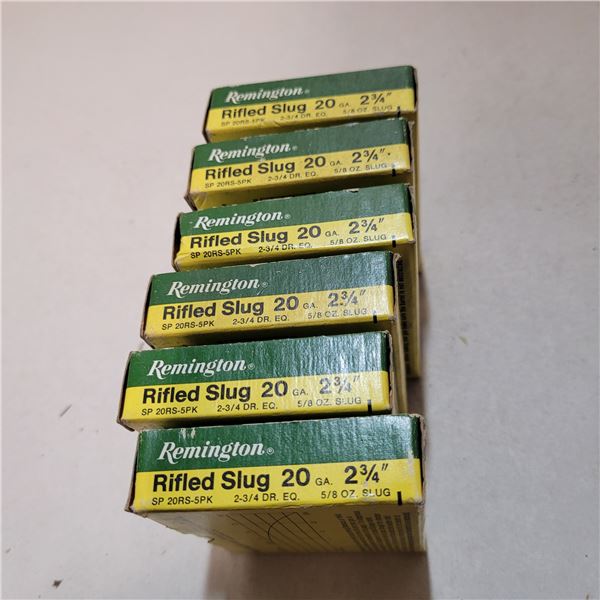 Remington®
Rifled Slug 20 GA. 2¾"
SP 20RS-5PK 2-3/4 DR. EQ. 5/8 OZ. SLUG
Remington®
Rifled Slug 20 GA. 2¾"
SP 20RS-5PK 2-3/4 DR. EQ. 5/8 OZ. SLUG
Remington®
Rifled Slug 20 GA. 2¾"
SP 20RS-5PK 2-3/4 DR. EQ. 5/8 OZ. SLUG
Remington®
Rifled Slug 20 GA. 2¾"
SP 20RS-5PK 2-3/4 DR. EQ. 5/8 OZ. SLUG
Remington®
Rifled Slug 20 GA. 2¾"
SP 20RS-5PK 2-3/4 DR. EQ. 5/8 OZ. SLUG
Remington®
Rifled Slug 20 GA. 2¾"
SP 20RS-5PK 2-3/4 DR. EQ. 5/8 OZ. SLUG